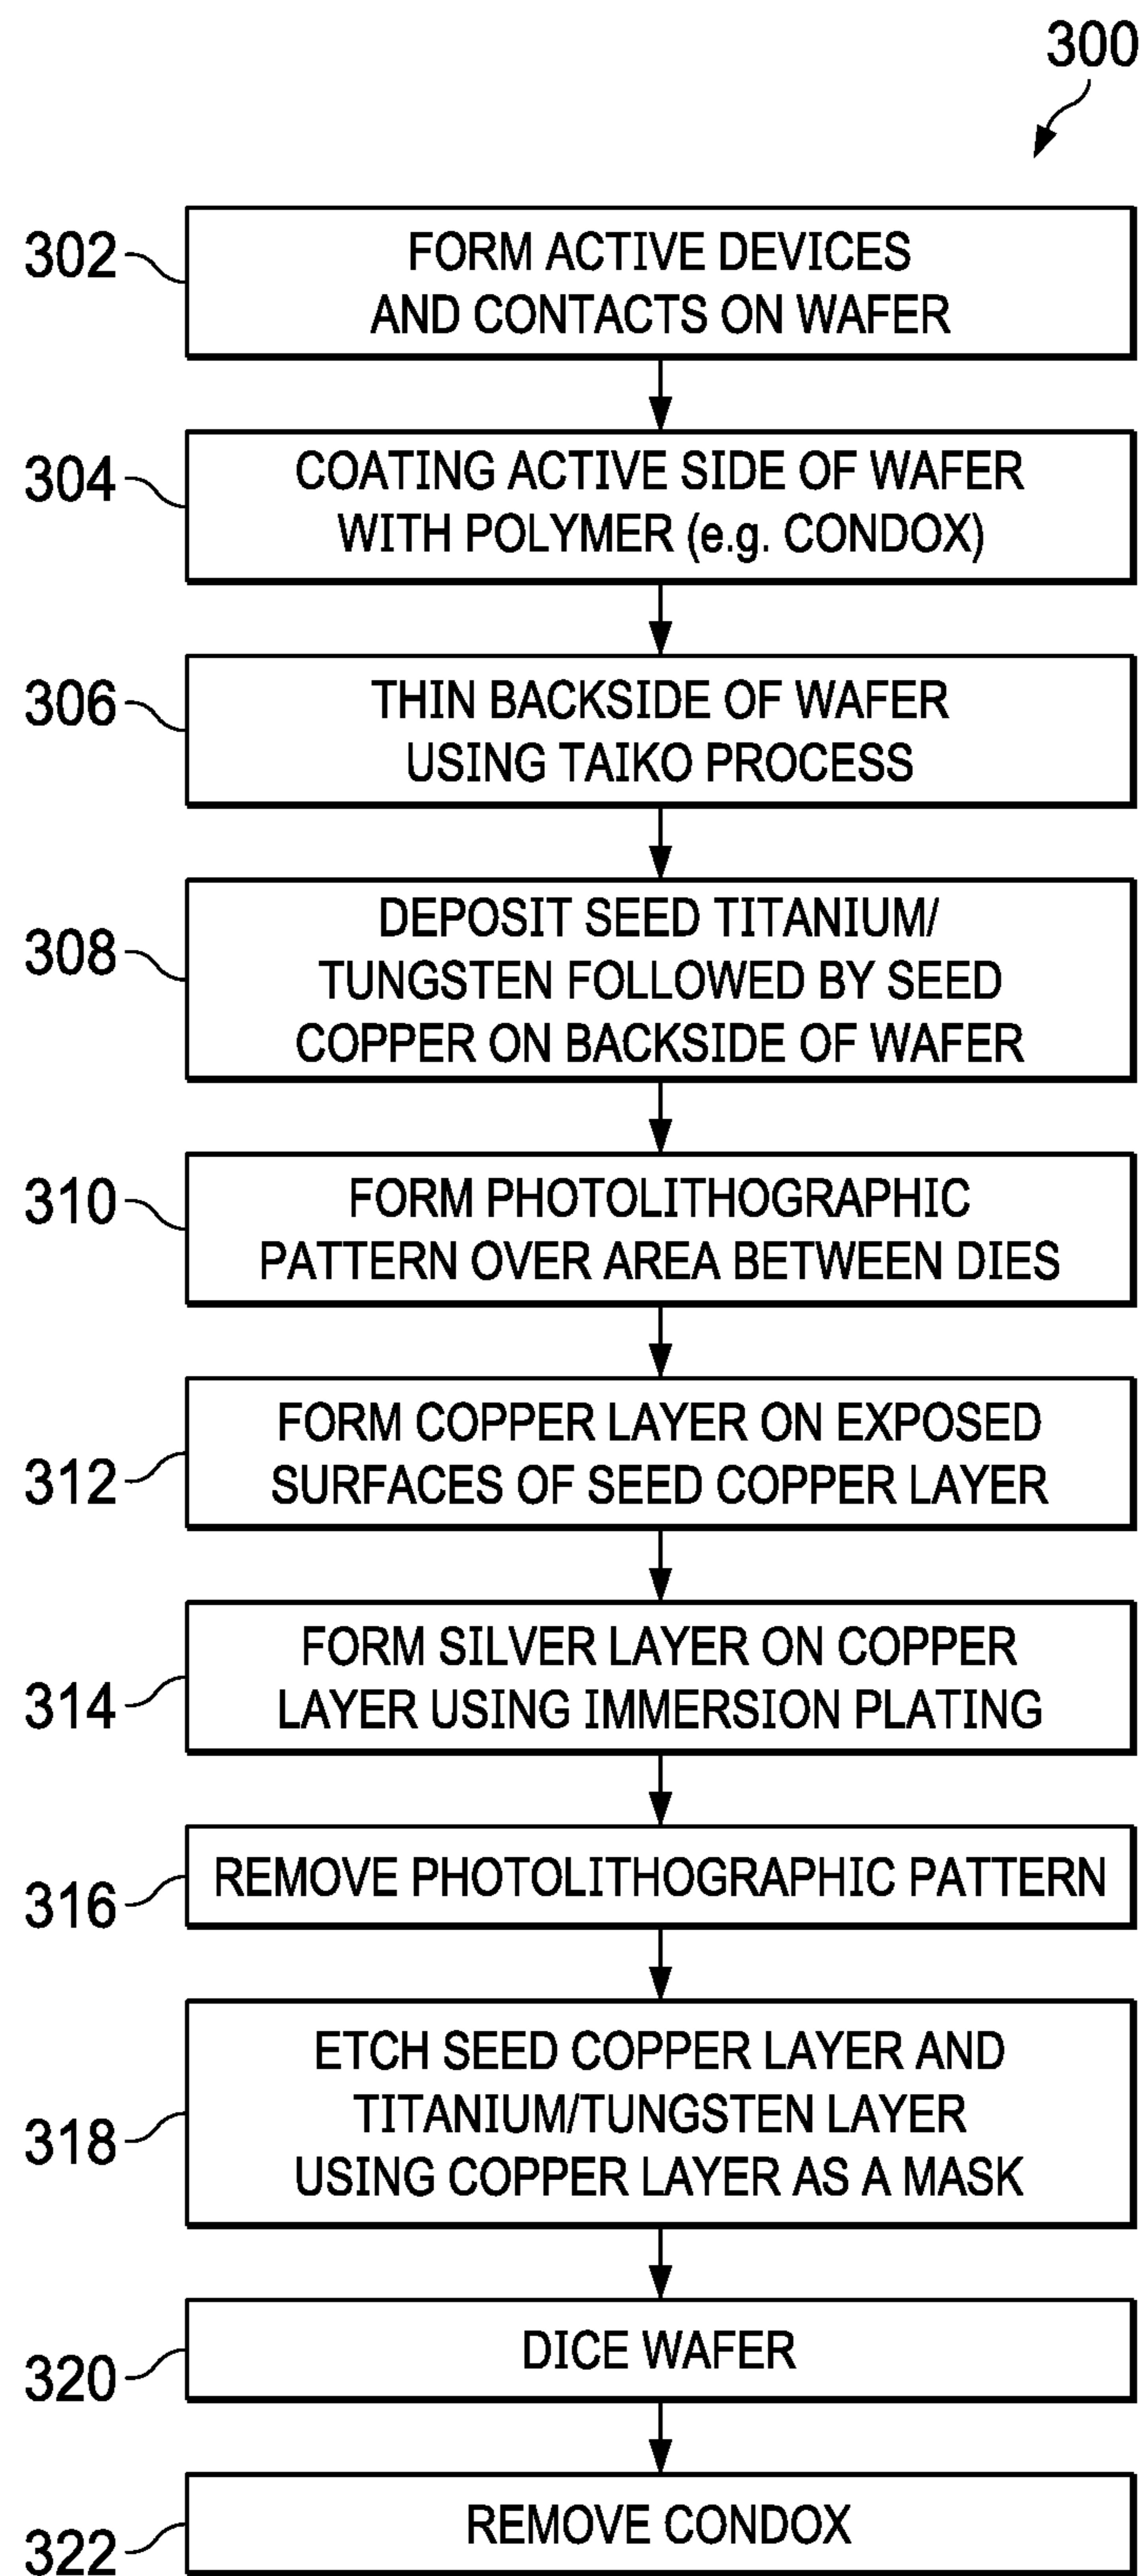 300
302
FORM ACTIVE DEVICES
AND CONTACTS ON WAFER
304
COATING ACTIVE SIDE OF WAFER
WITH POLYMER (e.g. CONDOX)
306
THIN BACKSIDE OF WAFER
USING TAIKO PROCESS
308
DEPOSIT SEED TITANIUM/
TUNGSTEN FOLLOWED BY SEED
COPPER ON BACKSIDE OF WAFER
310
FORM PHOTOLITHOGRAPHIC
PATTERN OVER AREA BETWEEN DIES
312
FORM COPPER LAYER ON EXPOSED
SURFACES OF SEED COPPER LAYER
314
FORM SILVER LAYER ON COPPER
LAYER USING IMMERSION PLATING
316
REMOVE PHOTOLITHOGRAPHIC PATTERN
318
ETCH SEED COPPER LAYER AND
TITANIUM/TUNGSTEN LAYER
USING COPPER LAYER AS A MASK
320
DICE WAFER
322
REMOVE CONDOX